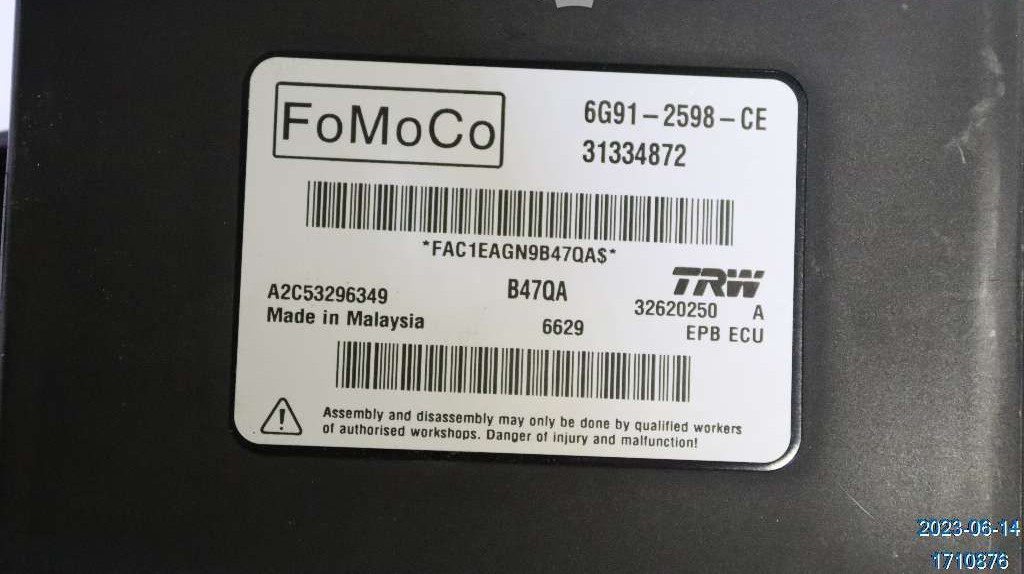 FoMoCo
6G91-2598-CE
31334872
*FAC1EAGN9B47QA$*
A2C53296349
B47QA
TRW
32620250 A
Made in Malaysia
6629
EPB ECU
Assembly and disassembly may only be done by qualified workers
of authorised workshops. Danger of injury and malfunction!
2023-06-14
1710876